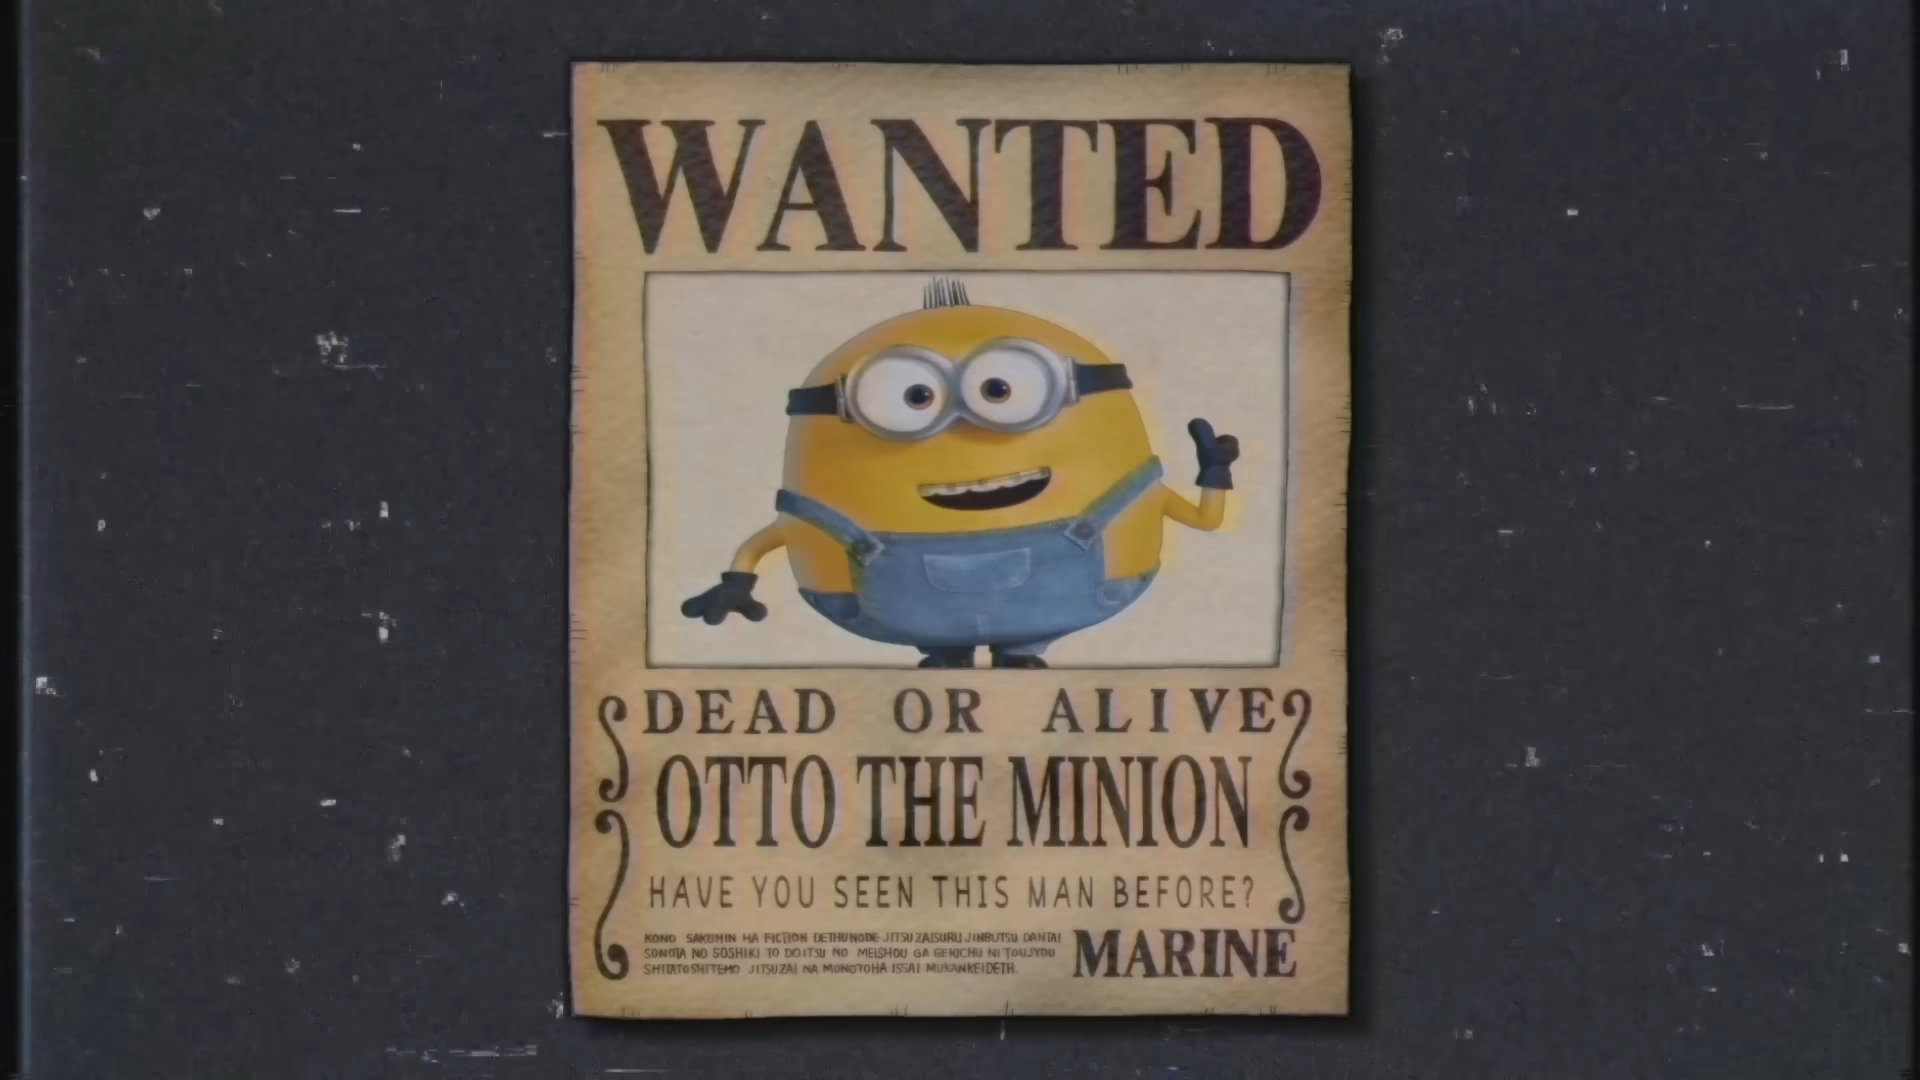 WANTED
DEAD OR ALIVE
OTTO THE MINION
HAVE YOU SEEN THIS MAN BEFORE?
KONO SAKUHIN HA FICTION DETHUNODE JITSUZAISURU JINBUTSU DANTAI
SONOTA NO SOSHIKI TO DOITSU NO MEISHOU GA GEKICHU NI TOUJYOU
SHITATOSHITEMO JITSUZAI NA MONOTOHA ISSAI MUKANKEIDETH.
MARINE